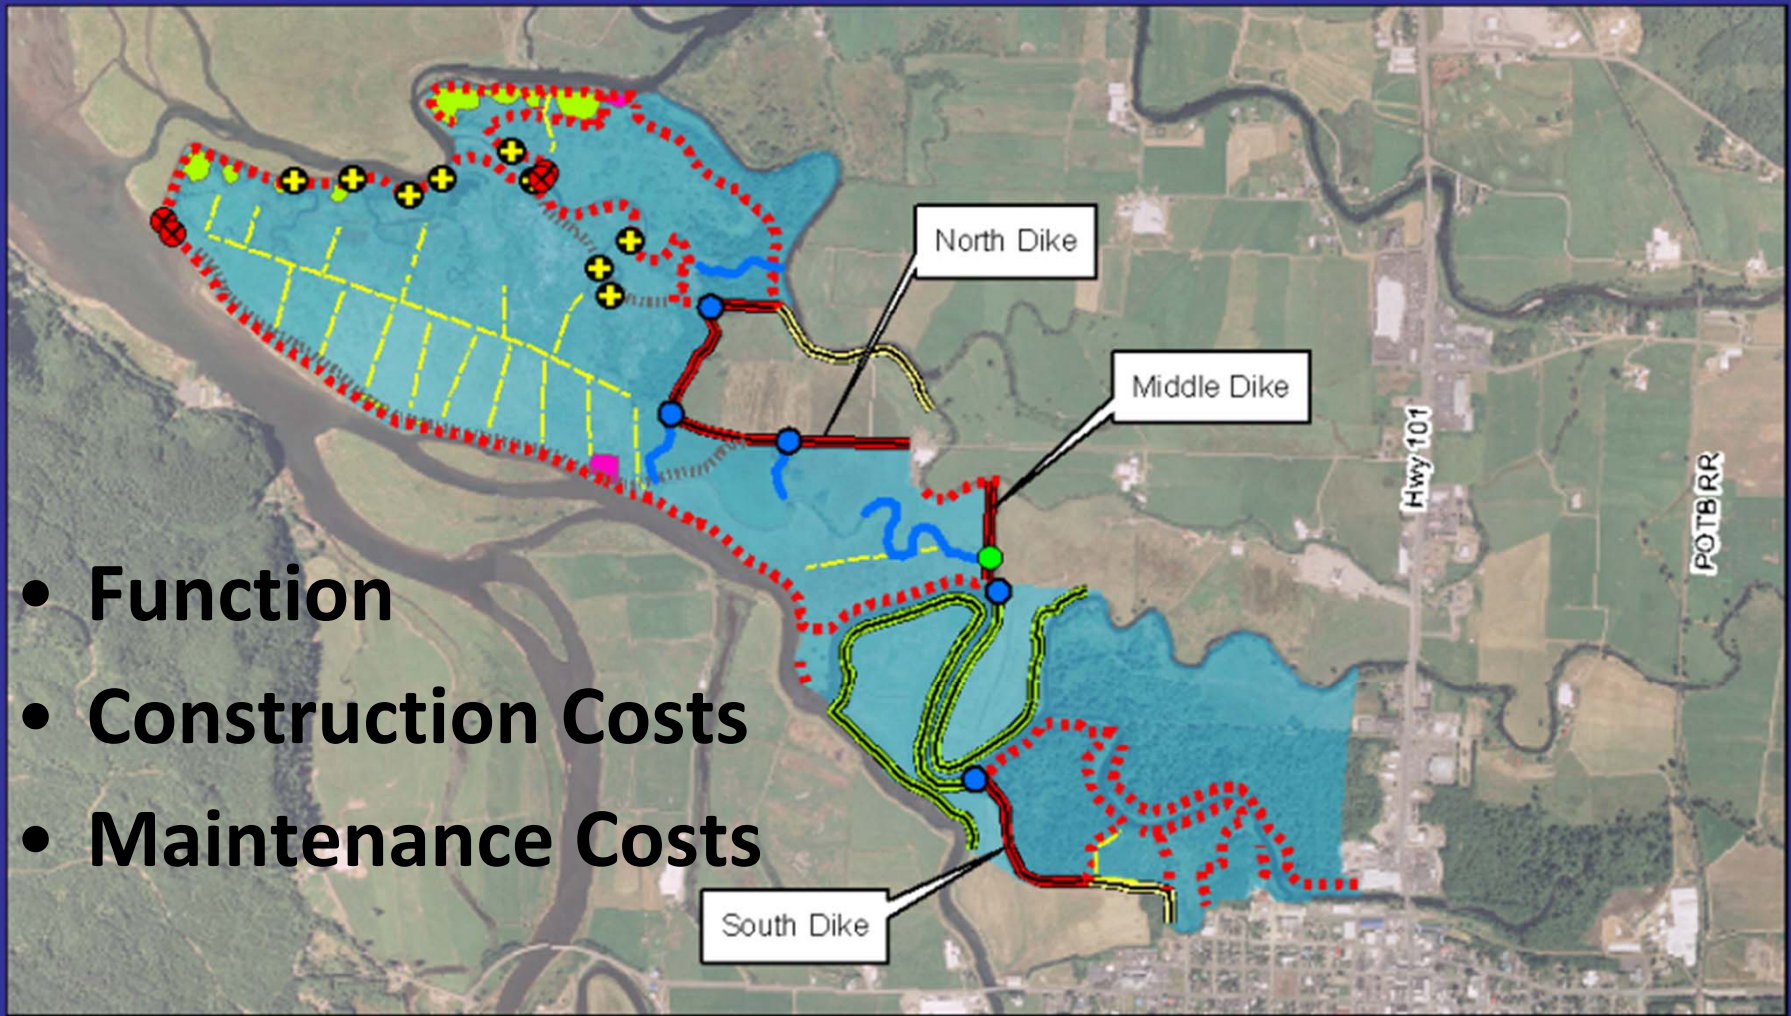 North Dike
Middle Dike
Hwy 101
POTB RR
• Function
• Construction Costs
• Maintenance Costs
South Dike